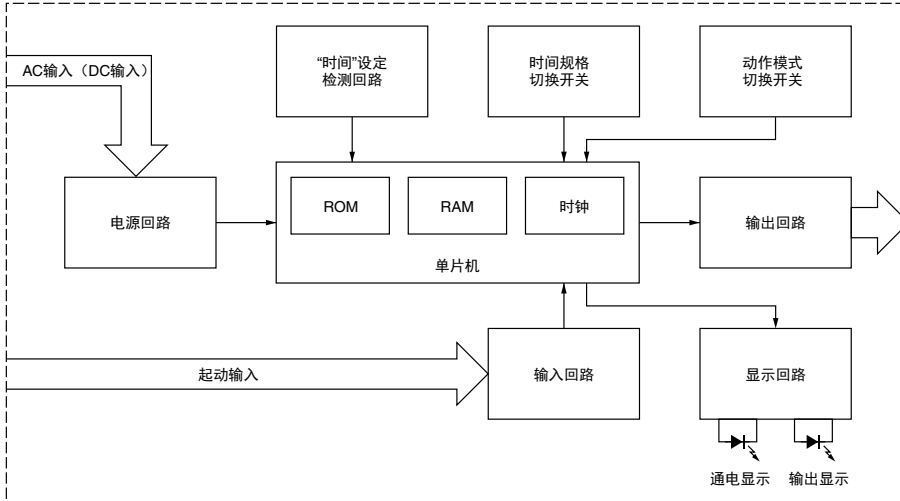 AC输入（DC输入）
“时间”设定
检测回路
时间规格
切换开关
动作模式
切换开关
电源回路
ROM
RAM
时钟
单片机
输出回路
起动输入
输入回路
显示回路
通电显示
输出显示